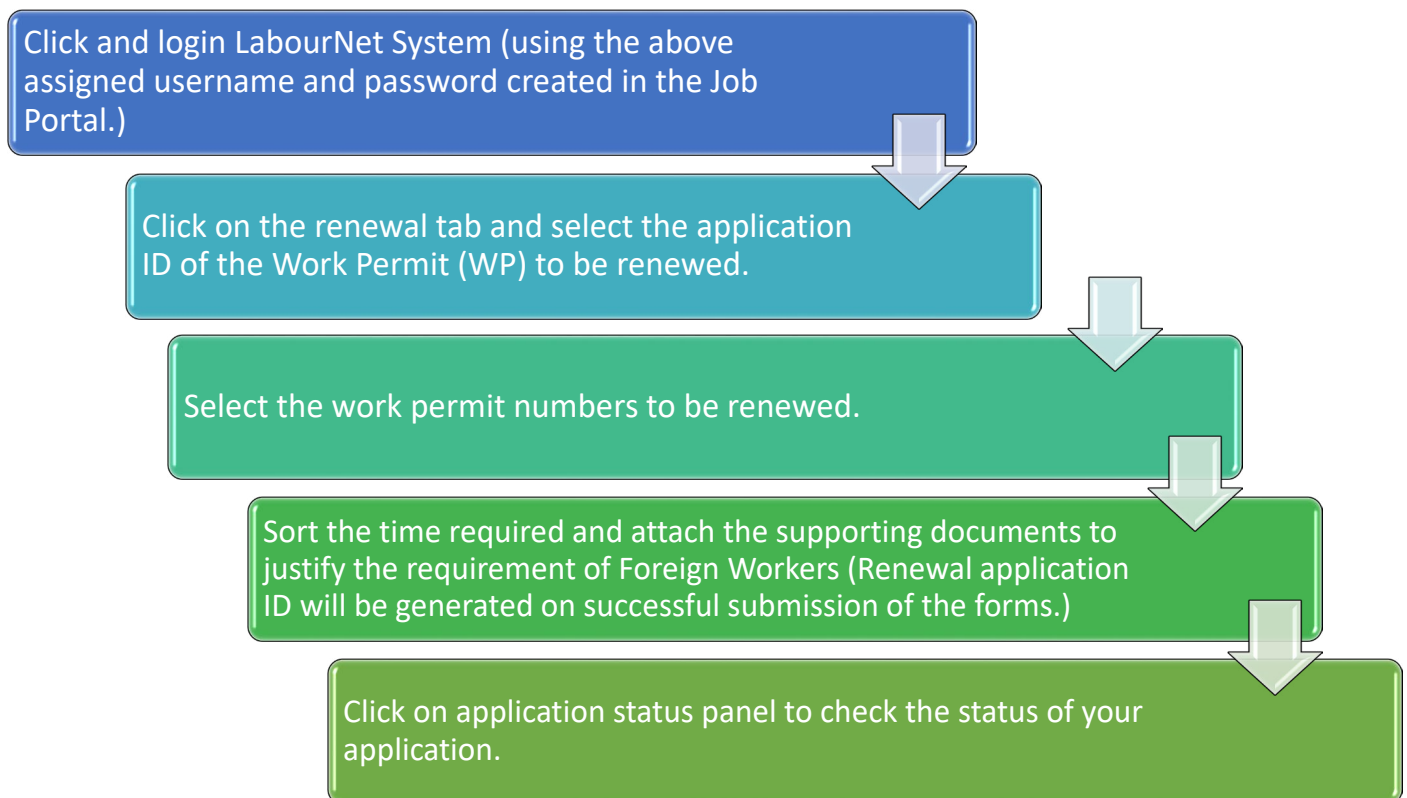 Click and login LabourNet System (using the above
assigned username and password created in the Job
Portal.)
Click on the renewal tab and select the application
ID of the Work Permit (WP) to be renewed.
Select the work permit numbers to be renewed.
Sort the time required and attach the supporting documents to
justify the requirement of Foreign Workers (Renewal application
ID will be generated on successful submission of the forms.)
Click on application status panel to check the status of your
application.